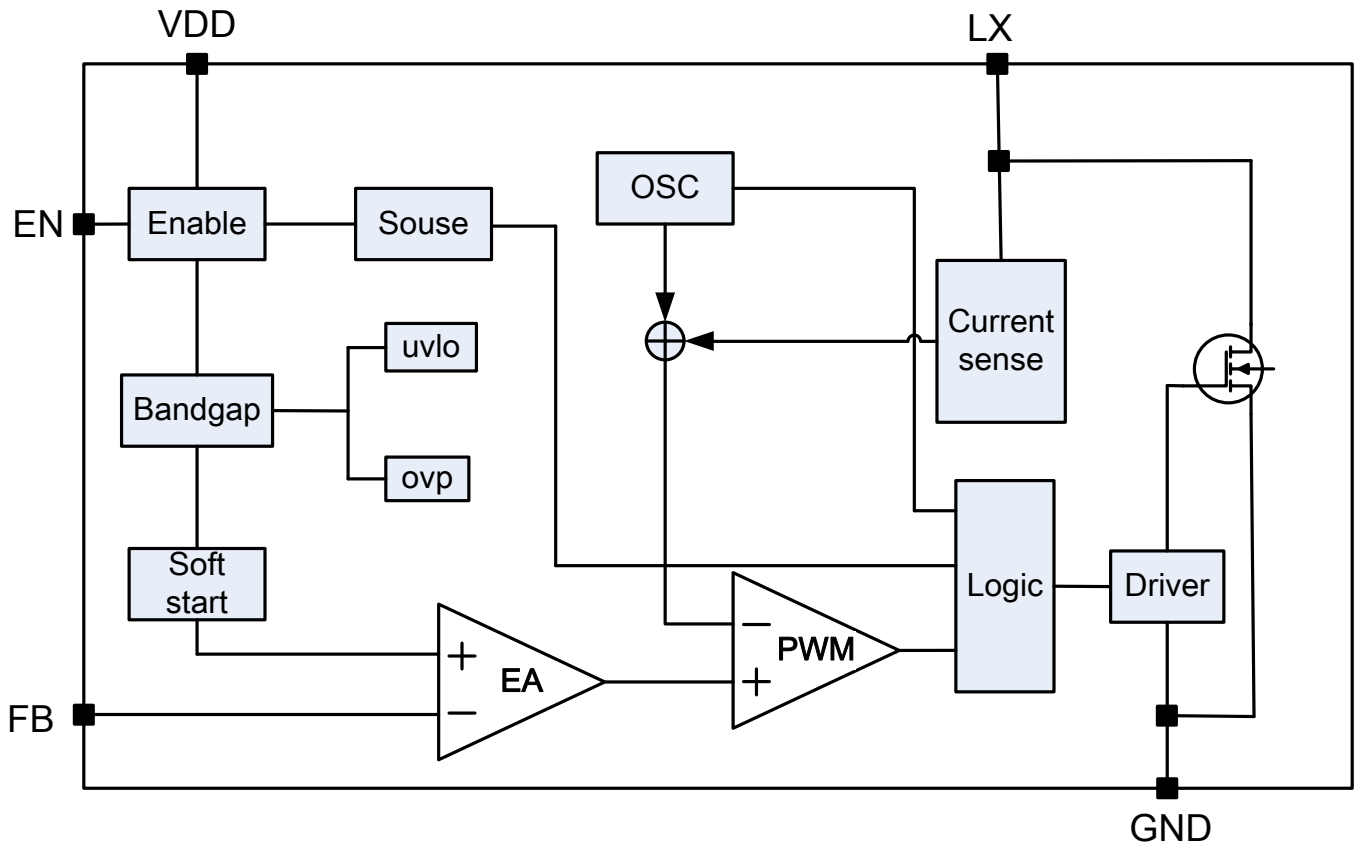 VDD
LX
OSC
EN
Enable
Souse
Current
sense
uvlo
Bandgap
ovp
Soft
start
Logic
Driver
PWM
EA
FB
GND